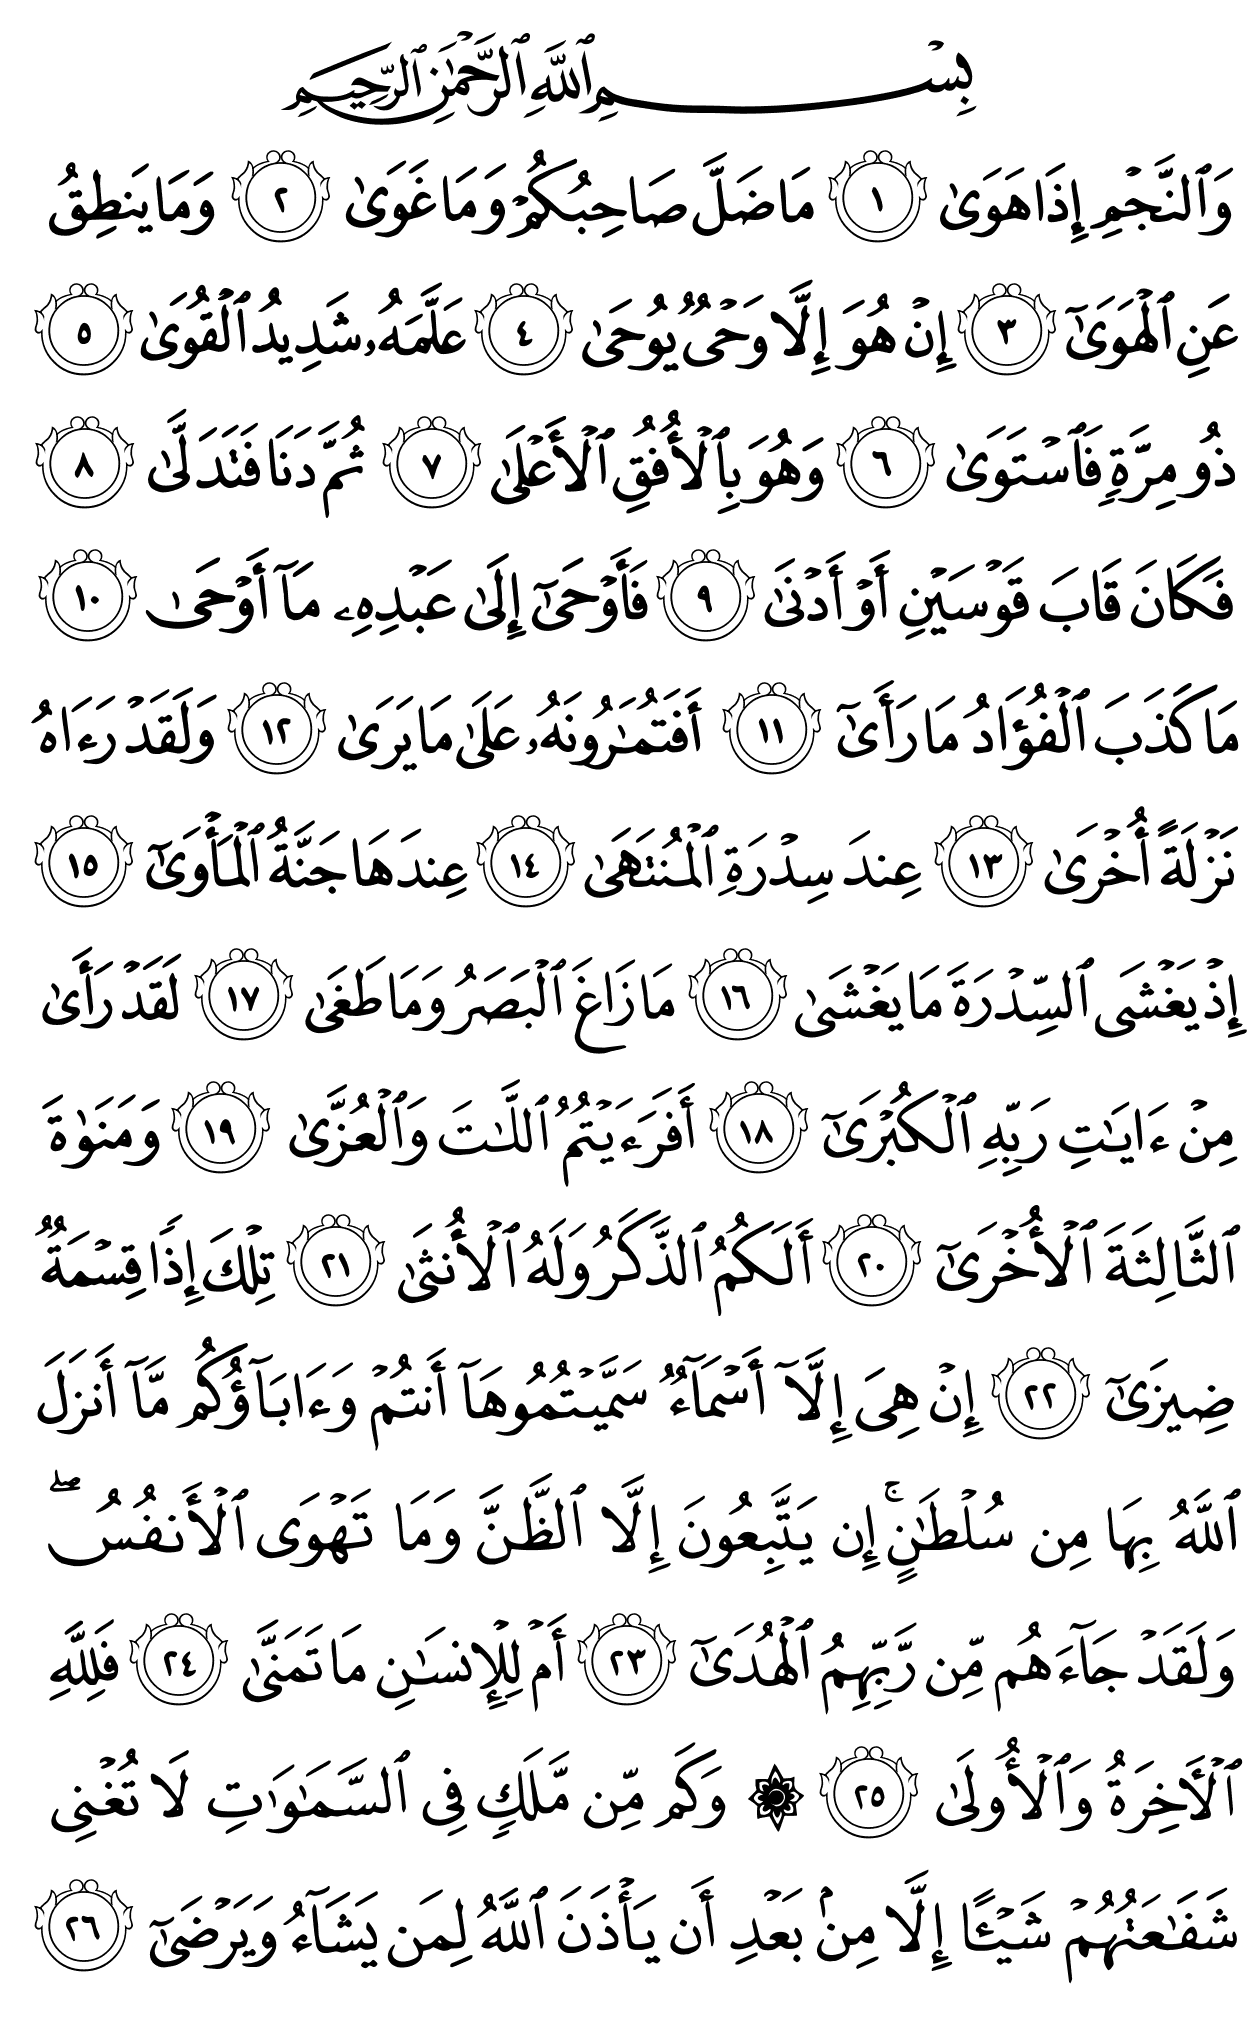 بِسْمِ ٱللَّهِ ٱلرَّحْمَٰنِ ٱلرَّحِيمِ
وَٱلنَّجْمِ إِذَا هَوَىٰ ١ مَا ضَلَّ صَاحِبُكُمْ وَمَا غَوَىٰ ٢ وَمَا يَنطِقُ
عَنِ ٱلْهَوَىٰٓ ٣ إِنْ هُوَ إِلَّا وَحْىٌ يُوحَىٰ ٤ عَلَّمَهُۥ شَدِيدُ ٱلْقُوَىٰ ٥
ذُو مِرَّةٍ فَٱسْتَوَىٰ ٦ وَهُوَ بِٱلْأُفُقِ ٱلْأَعْلَىٰ ٧ ثُمَّ دَنَا فَتَدَلَّىٰ ٨
فَكَانَ قَابَ قَوْسَيْنِ أَوْ أَدْنَىٰ ٩ فَأَوْحَىٰٓ إِلَىٰ عَبْدِهِۦ مَآ أَوْحَىٰ ١٠
مَا كَذَبَ ٱلْفُؤَادُ مَا رَأَىٰٓ ١١ أَفَتُمَٰرُونَهُۥ عَلَىٰ مَا يَرَىٰ ١٢ وَلَقَدْ رَءَاهُ
نَزْلَةً أُخْرَىٰ ١٣ عِندَ سِدْرَةِ ٱلْمُنتَهَىٰ ١٤ عِندَهَا جَنَّةُ ٱلْمَأْوَىٰٓ ١٥
إِذْ يَغْشَى ٱلسِّدْرَةَ مَا يَغْشَىٰ ١٦ مَا زَاغَ ٱلْبَصَرُ وَمَا طَغَىٰ ١٧ لَقَدْ رَأَىٰ
مِنْ ءَايَٰتِ رَبِّهِ ٱلْكُبْرَىٰٓ ١٨ أَفَرَءَيْتُمُ ٱللَّٰتَ وَٱلْعُزَّىٰ ١٩ وَمَنَوٰةَ
ٱلثَّالِثَةَ ٱلْأُخْرَىٰٓ ٢٠ أَلَكُمُ ٱلذَّكَرُ وَلَهُ ٱلْأُنثَىٰ ٢١ تِلْكَ إِذًا قِسْمَةٌ
ضِيزَىٰٓ ٢٢ إِنْ هِىَ إِلَّآ أَسْمَآءٌ سَمَّيْتُمُوهَآ أَنتُمْ وَءَابَآؤُكُم مَّآ أَنزَلَ
ٱللَّهُ بِهَا مِن سُلْطَٰنٍ ۚ إِن يَتَّبِعُونَ إِلَّا ٱلظَّنَّ وَمَا تَهْوَى ٱلْأَنفُسُ ۖ
وَلَقَدْ جَآءَهُم مِّن رَّبِّهِمُ ٱلْهُدَىٰٓ ٢٣ أَمْ لِلْإِنسَٰنِ مَا تَمَنَّىٰ ٢٤ فَلِلَّهِ
ٱلْـَٔاخِرَةُ وَٱلْأُولَىٰ ٢٥ ۞ وَكَم مِّن مَّلَكٍ فِى ٱلسَّمَٰوَٰتِ لَا تُغْنِى
شَفَٰعَتُهُمْ شَيْـًٔا إِلَّا مِنۢ بَعْدِ أَن يَأْذَنَ ٱللَّهُ لِمَن يَشَآءُ وَيَرْضَىٰٓ ٢٦